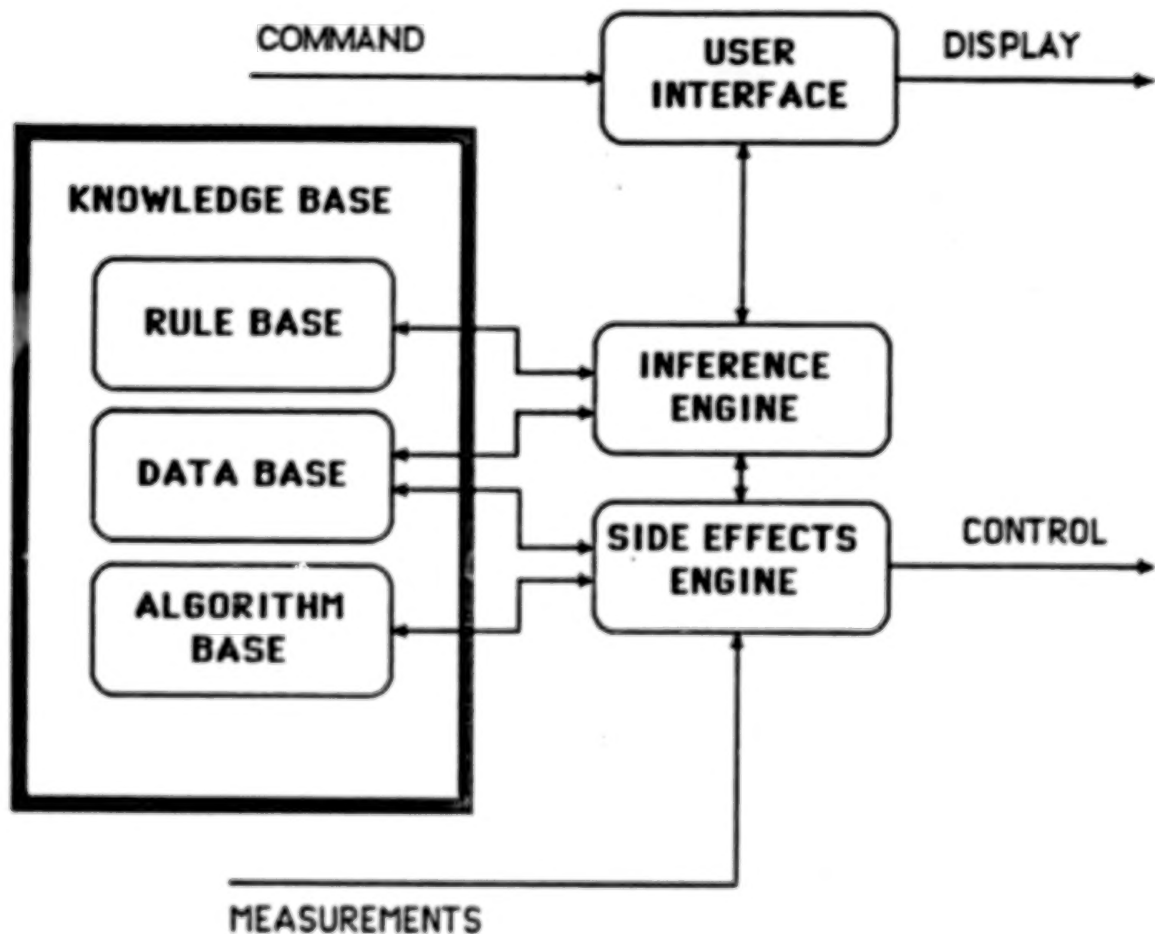 COMMAND
USER
INTERFACE
DISPLAY
KNOWLEDGE BASE
RULE BASE
DATA BASE
ALGORITHM
BASE
INFERENCE
ENGINE
SIDE EFFECTS
ENGINE
CONTROL
MEASUREMENTS